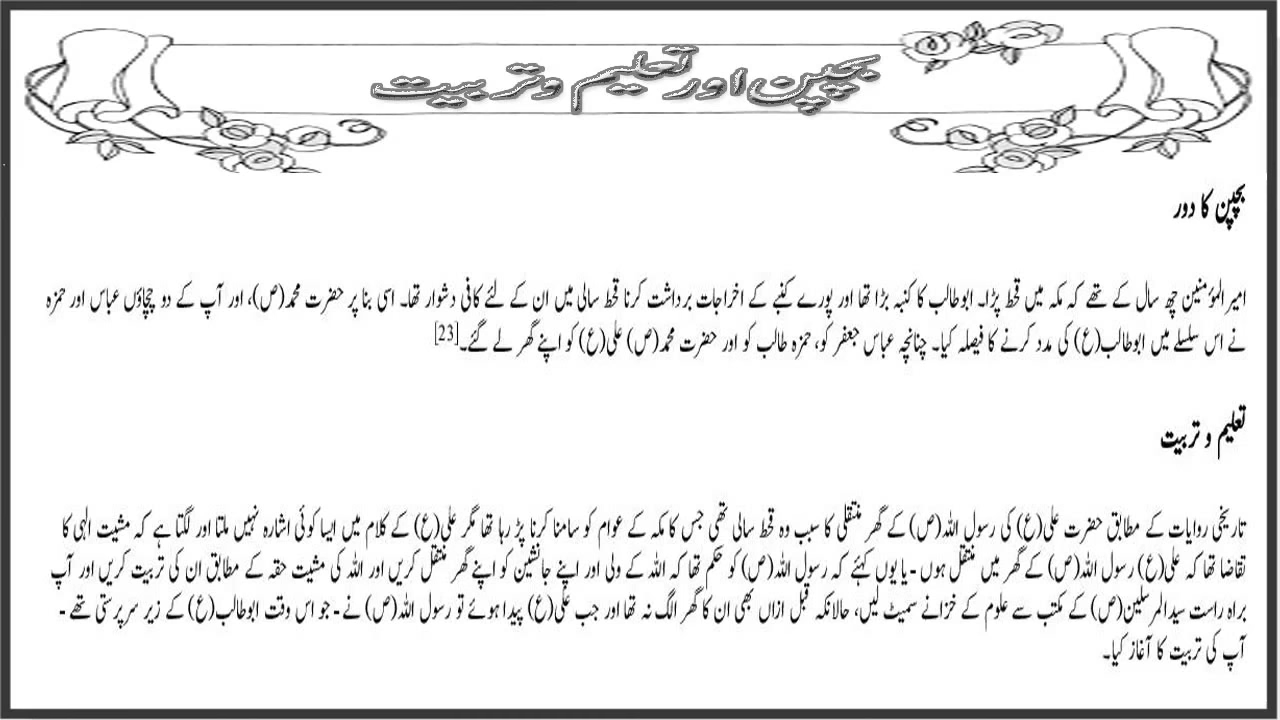 بچپن اور تعلیم و تربیت
بچپن کا دور
امیر المؤمنین چھ سال کے تھے کہ مکہ میں قحط پڑا۔ ابوطالب کا کنبہ بڑا تھا اور پورے کنبے کے اخراجات برداشت کرنا قحط سالی میں ان کے لئے کافی دشوار تھا۔ اسی بنا پر حضرت محمد(ص)، اور آپ کے دو چچاؤں عباس اور حمزہ
نے اس سلسلے میں ابوطالب(ع) کی مدد کرنے کا فیصلہ کیا۔ چنانچہ عباس جعفر کو، حمزہ طالب کو اور حضرت محمد(ص) علی(ع) کو اپنے گھر لے گئے۔[23]
تعلیم و تربیت
تاریخی روایات کے مطابق حضرت علی(ع) کی رسول اللہ(ص) کے گھر منتقلی کا سبب وہ قحط سالی تھی جس کا مکہ کے عوام کو سامنا کرنا پڑ رہا تھا مگر علی(ع) کے کلام میں ایسا کوئی اشارہ نہیں ملتا اور لگتا ہے کہ مشیت الہی کا
تقاضا تھا کہ علی(ع) رسول اللہ(ص) کے گھر میں منتقل ہوں - یا یوں کہئے کہ رسول اللہ(ص) کو حکم تھا کہ اللہ کے ولی اور اپنے جانشین کو اپنے گھر منتقل کریں اور اللہ کی مشیت حقہ کے مطابق ان کی تربیت کریں اور آپ
براہ راست سید المرسلین(ص) کے مکتب سے علوم کے خزانے سمیٹ لیں، حالانکہ قبل ازاں بھی ان کا گھر الگ نہ تھا اور جب علی(ع) پیدا ہوئے تو رسول اللہ(ص) نے - جو اس وقت ابوطالب(ع) کے زیر سرپرستی تھے -
آپ کی تربیت کا آغاز کیا۔